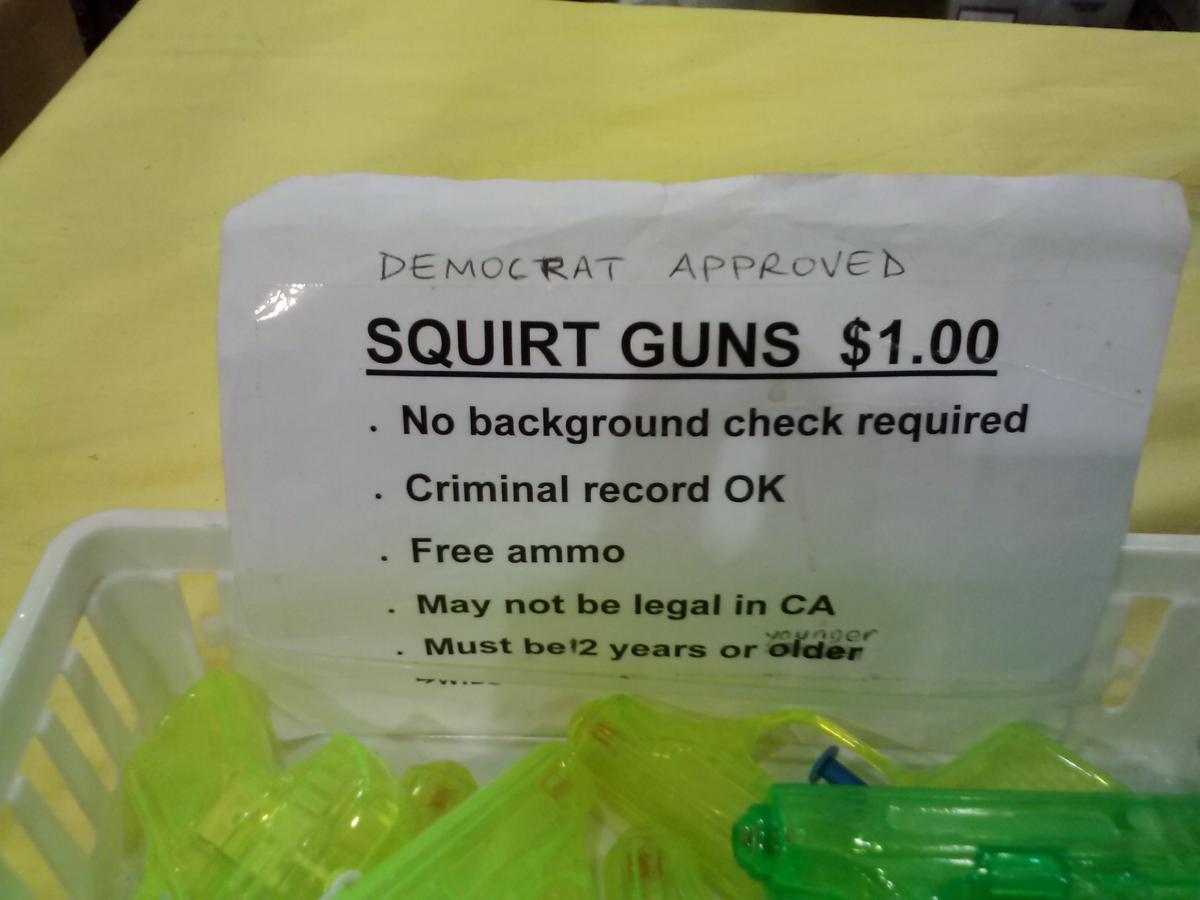 DEMOCRAT APPROVED
SQUIRT GUNS $1.00
. No background check required
. Criminal record OK
. Free ammo
. May not be legal in CA
younger
. Must be 12 years or older